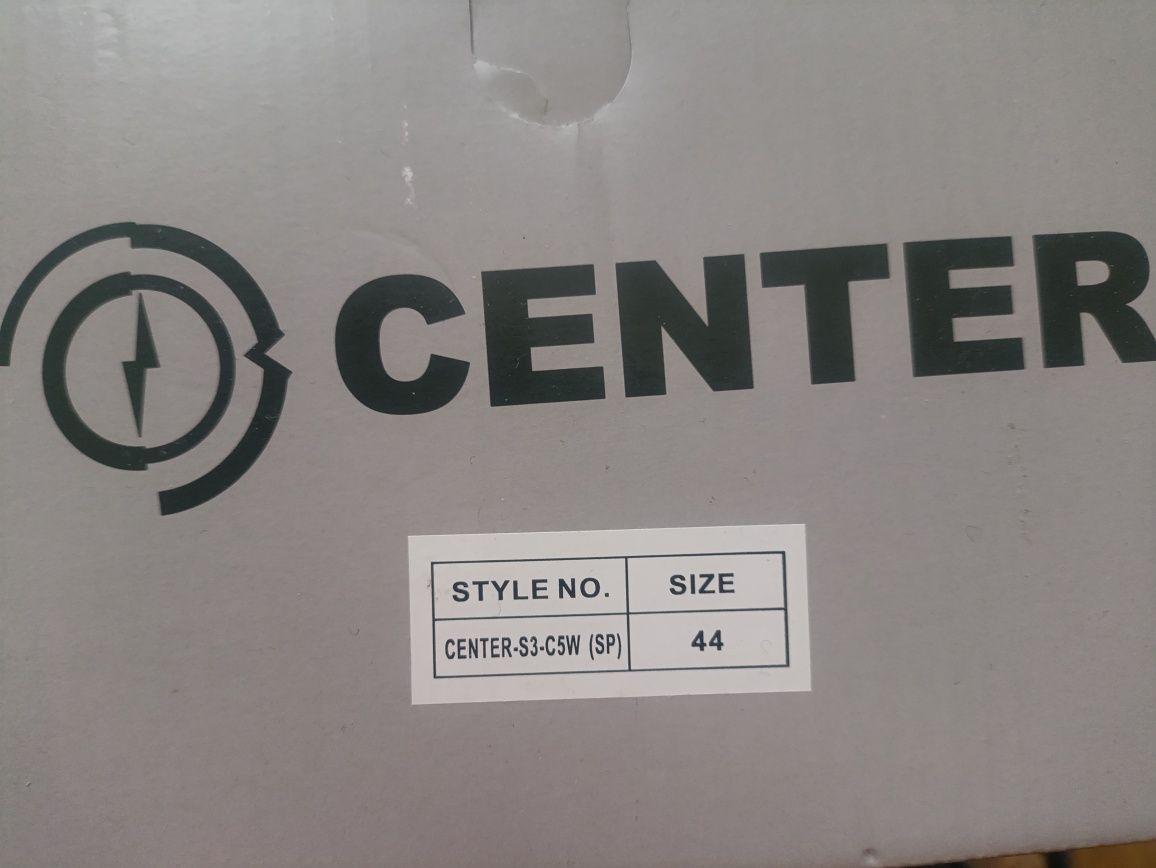 CENTER
STYLE NO. SIZE
CENTER-S3-C5W (SP) 44